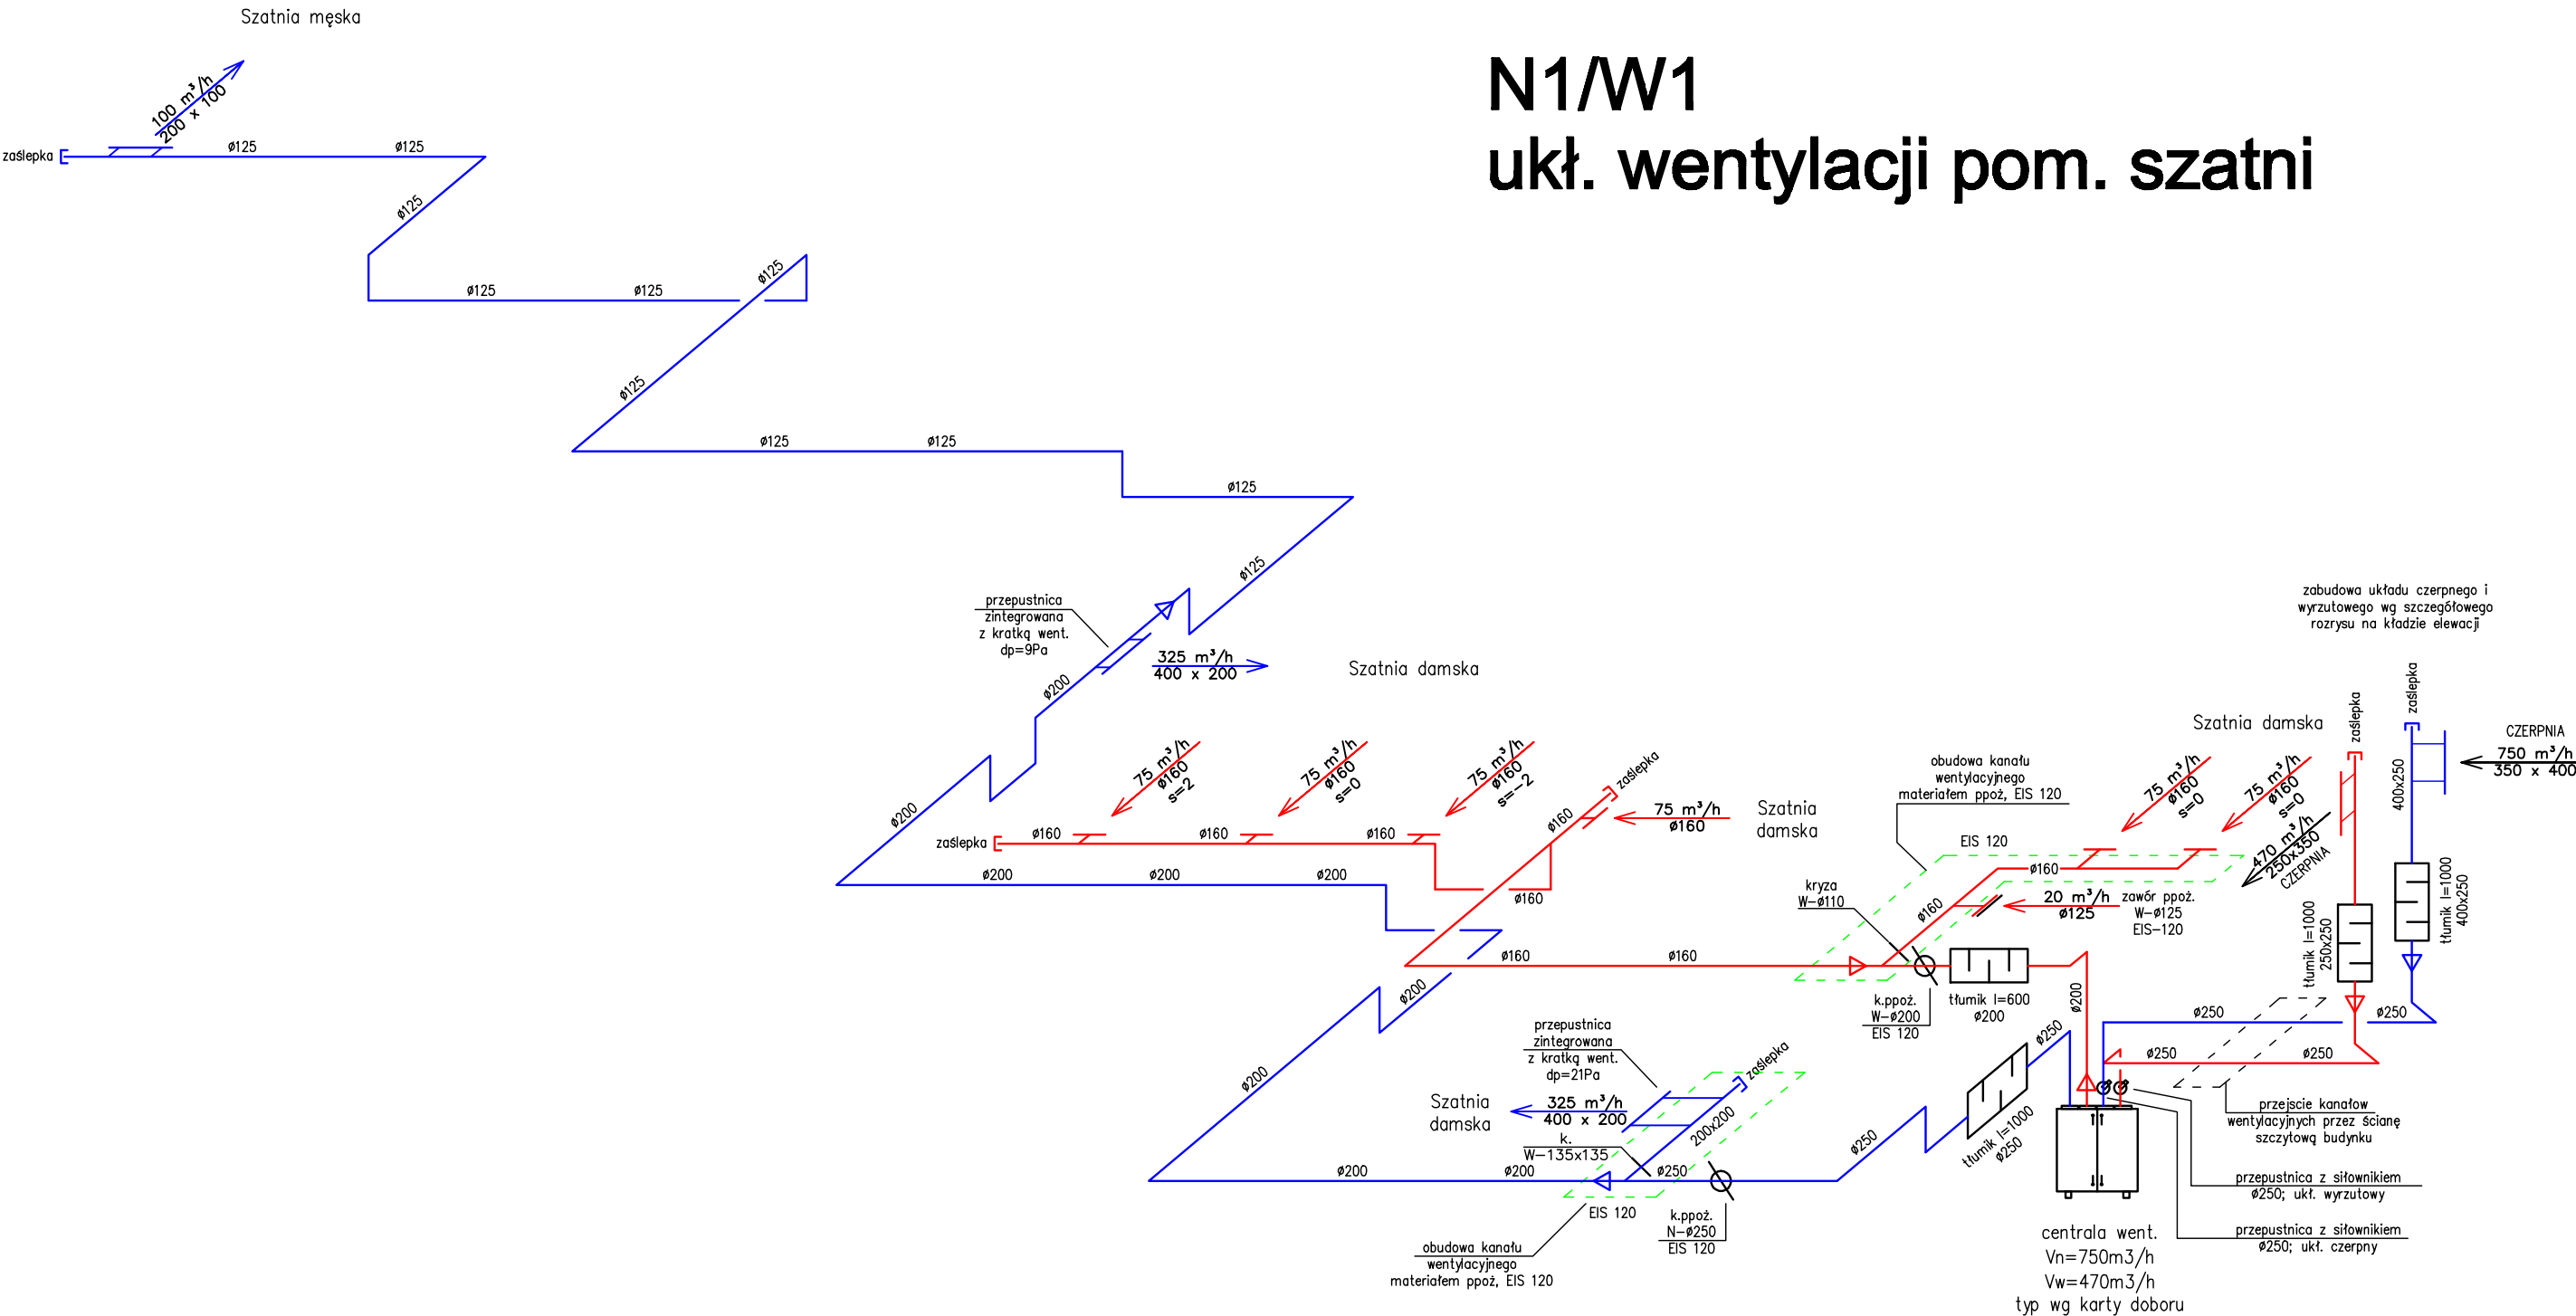 N1/W1
ukł. wentylacji pom. szatni
Szatnia męska
100 m³/h
200 x 100
zaślepka
ø125
ø125
ø125
ø125
ø125
ø125
ø125
ø125
ø125
ø125
ø125
przepustnica
zintegrowana
z kratką went.
dp=9Pa
325 m³/h
400 x 200
Szatnia damska
ø200
ø200
75 m³/h
ø160
s=2
75 m³/h
ø160
s=0
75 m³/h
ø160
s=-2
zaślepka
75 m³/h
ø160
Szatnia
damska
zaślepka
ø160
ø160
ø160
ø160
ø160
ø200
ø200
ø200
ø160
ø160
ø200
ø200
obudowa kanału
wentylacyjnego
materiałem ppoż, EIS 120
EIS 120
kryza
W-ø110
ø160
ø160
Szatnia damska
75 m³/h
ø160
s=0
75 m³/h
ø160
s=0
20 m³/h
ø125
zawór ppoż.
W-ø125
EIS-120
k.ppoż.
W-ø200
EIS 120
tłumik l=600
ø200
ø200
zabudowa układu czerpnego i
wyrzutowego wg szczegółowego
rozrysu na kładzie elewacji
zaślepka
zaślepka
CZERPNIA
750 m³/h
350 x 400
400x250
470 m³/h
250x350
CZERPNIA
tłumik l=1000
250x250
tłumik l=1000
400x250
ø250
ø250
ø250
ø250
ø250
przepustnica
zintegrowana
z kratką went.
dp=21Pa
Szatnia
damska
325 m³/h
400 x 200
k.
W-135x135
zaślepka
200x200
ø200
ø200
ø250
ø250
tłumik l=1000
ø250
EIS 120
k.ppoż.
N-ø250
EIS 120
obudowa kanału
wentylacyjnego
materiałem ppoż, EIS 120
przejscie kanałow
wentylacyjnych przez ścianę
szczytową budynku
przepustnica z siłownikiem
ø250; ukł. wyrzutowy
przepustnica z siłownikiem
ø250; ukł. czerpny
centrala went.
Vn=750m3/h
Vw=470m3/h
typ wg karty doboru